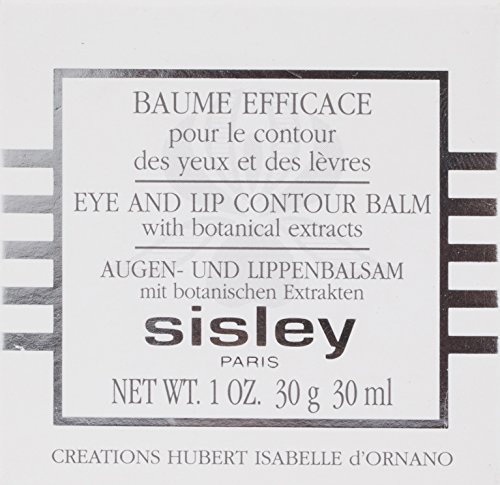 BAUME EFFICACE
pour le contour
des yeux et des lèvres
EYE AND LIP CONTOUR BALM
with botanical extracts
AUGEN- UND LIPPENBALSAM
mit botanischen Extrakten
sisley
PARIS
NET WT. 1 OZ. 30 g 30 ml
CREATIONS HUBERT ISABELLE d'ORNANO